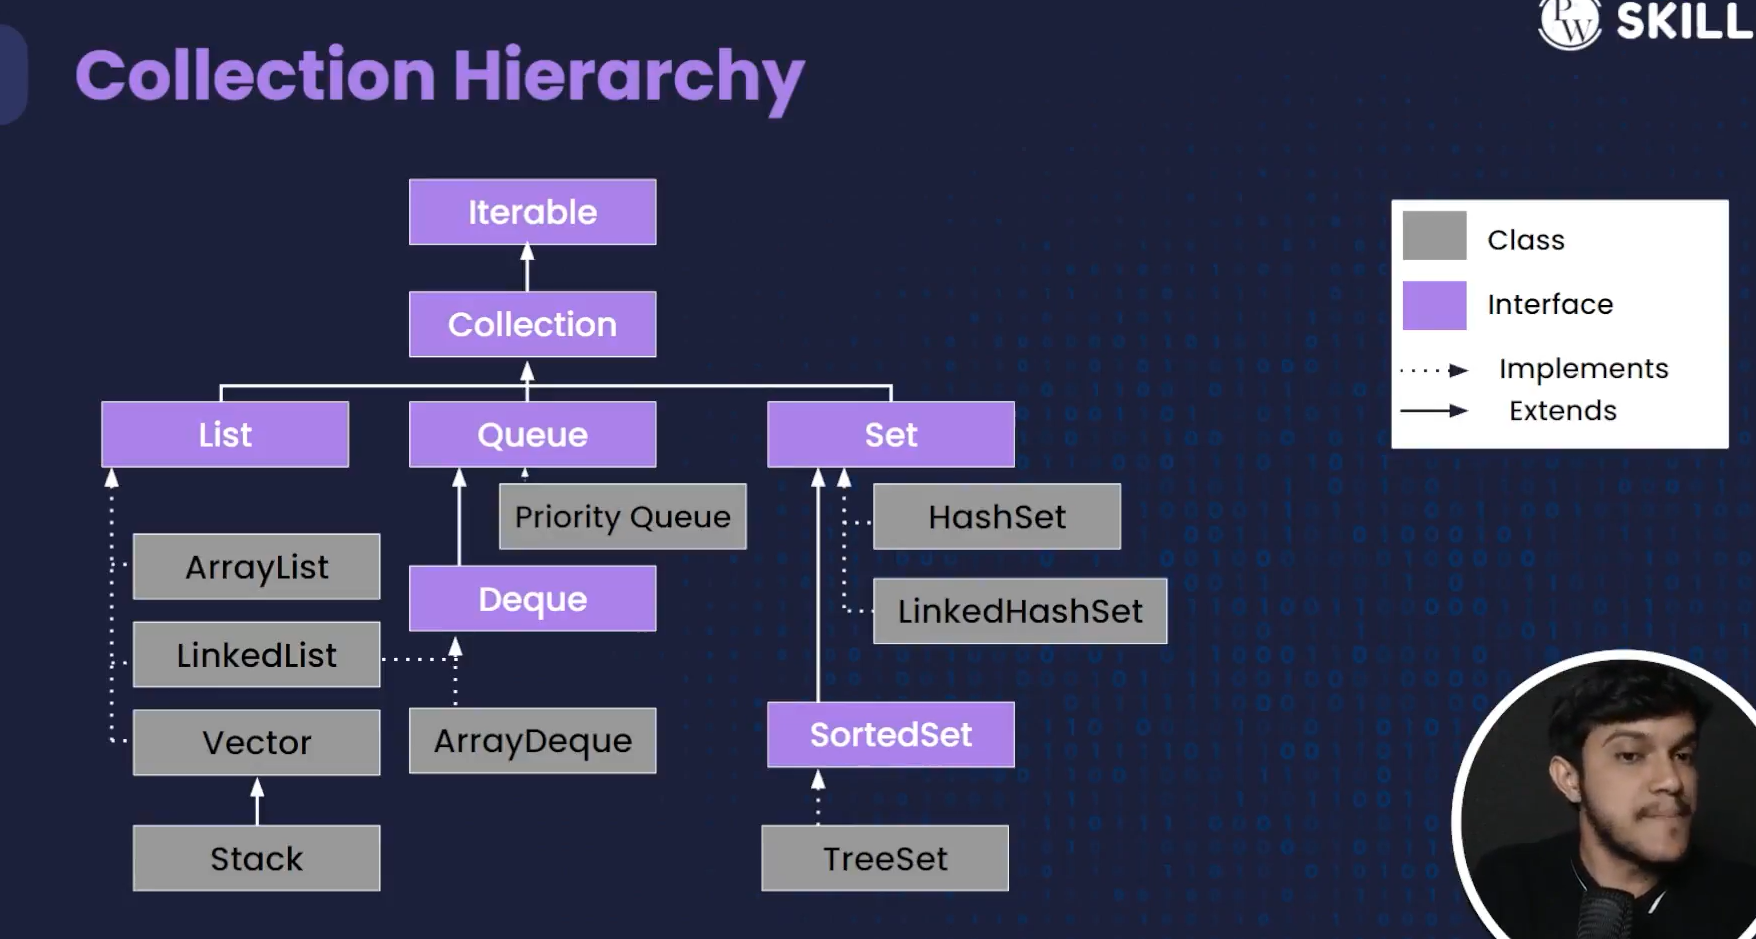 PW SKILL
Collection Hierarchy
Iterable
Collection
List
Queue
Set
Priority Queue
HashSet
ArrayList
Deque
LinkedHashSet
LinkedList
Vector
ArrayDeque
SortedSet
Stack
TreeSet
Class
Interface
Implements
Extends